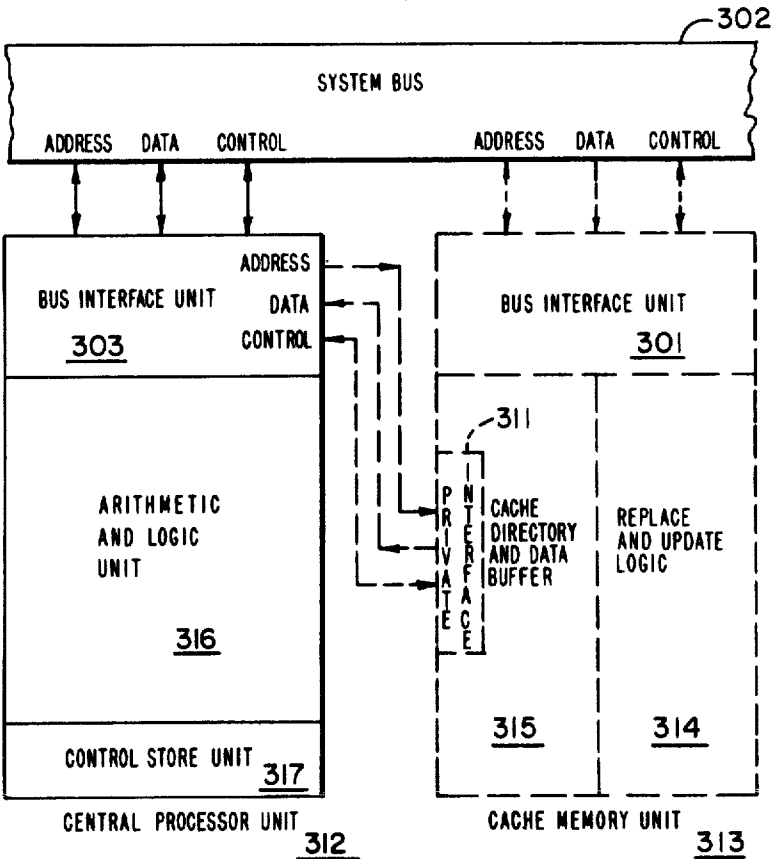 302
SYSTEM BUS
ADDRESS DATA CONTROL
ADDRESS DATA CONTROL
ADDRESS
BUS INTERFACE UNIT
DATA
303
CONTROL
BUS INTERFACE UNIT
301
311
PRIVATE
INTERFACE
CACHE
DIRECTORY
AND DATA
BUFFER
REPLACE
AND UPDATE
LOGIC
ARITHMETIC
AND LOGIC
UNIT
316
315
314
CONTROL STORE UNIT
317
CENTRAL PROCESSOR UNIT
312
CACHE MEMORY UNIT
313